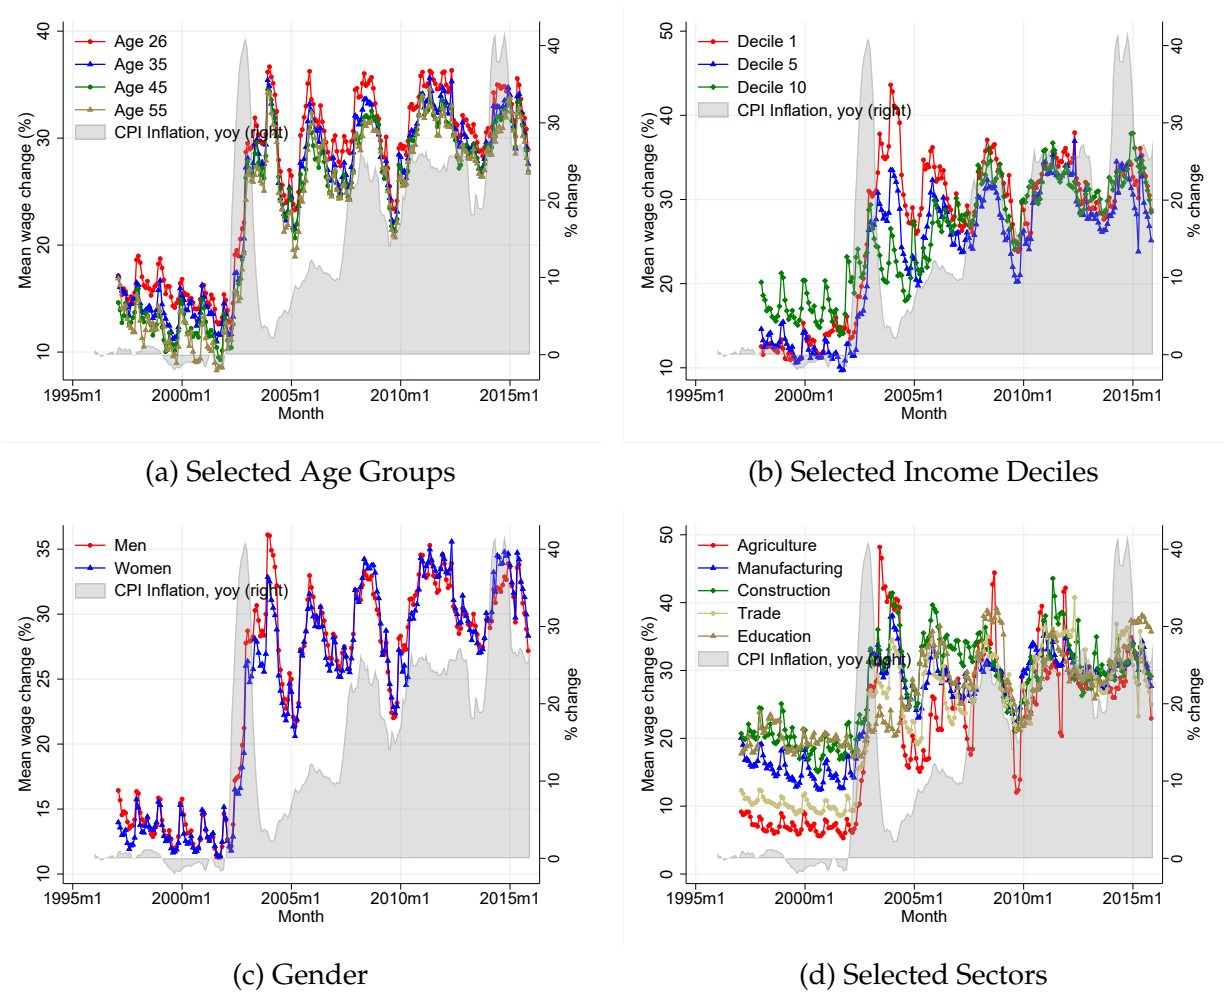 Mean wage change (%)
40
30
20
10
Age 26
Age 35
Age 45
Age 55
CPI Inflation, yoy (right)
40
30
20
10
0
% change
1995m1 2000m1 2005m1 2010m1 2015m1
Month
(a) Selected Age Groups
Mean wage change (%)
50
40
30
20
10
Decile 1
Decile 5
Decile 10
CPI Inflation, yoy (right)
40
30
20
10
0
% change
1995m1 2000m1 2005m1 2010m1 2015m1
Month
(b) Selected Income Deciles
Mean wage change (%)
35
30
25
20
15
10
Men
Women
CPI Inflation, yoy (right)
40
30
20
10
0
% change
1995m1 2000m1 2005m1 2010m1 2015m1
Month
(c) Gender
Mean wage change (%)
50
40
30
20
10
0
Agriculture
Manufacturing
Construction
Trade
Education
CPI Inflation, yoy (right)
40
30
20
10
0
% change
1995m1 2000m1 2005m1 2010m1 2015m1
Month
(d) Selected Sectors